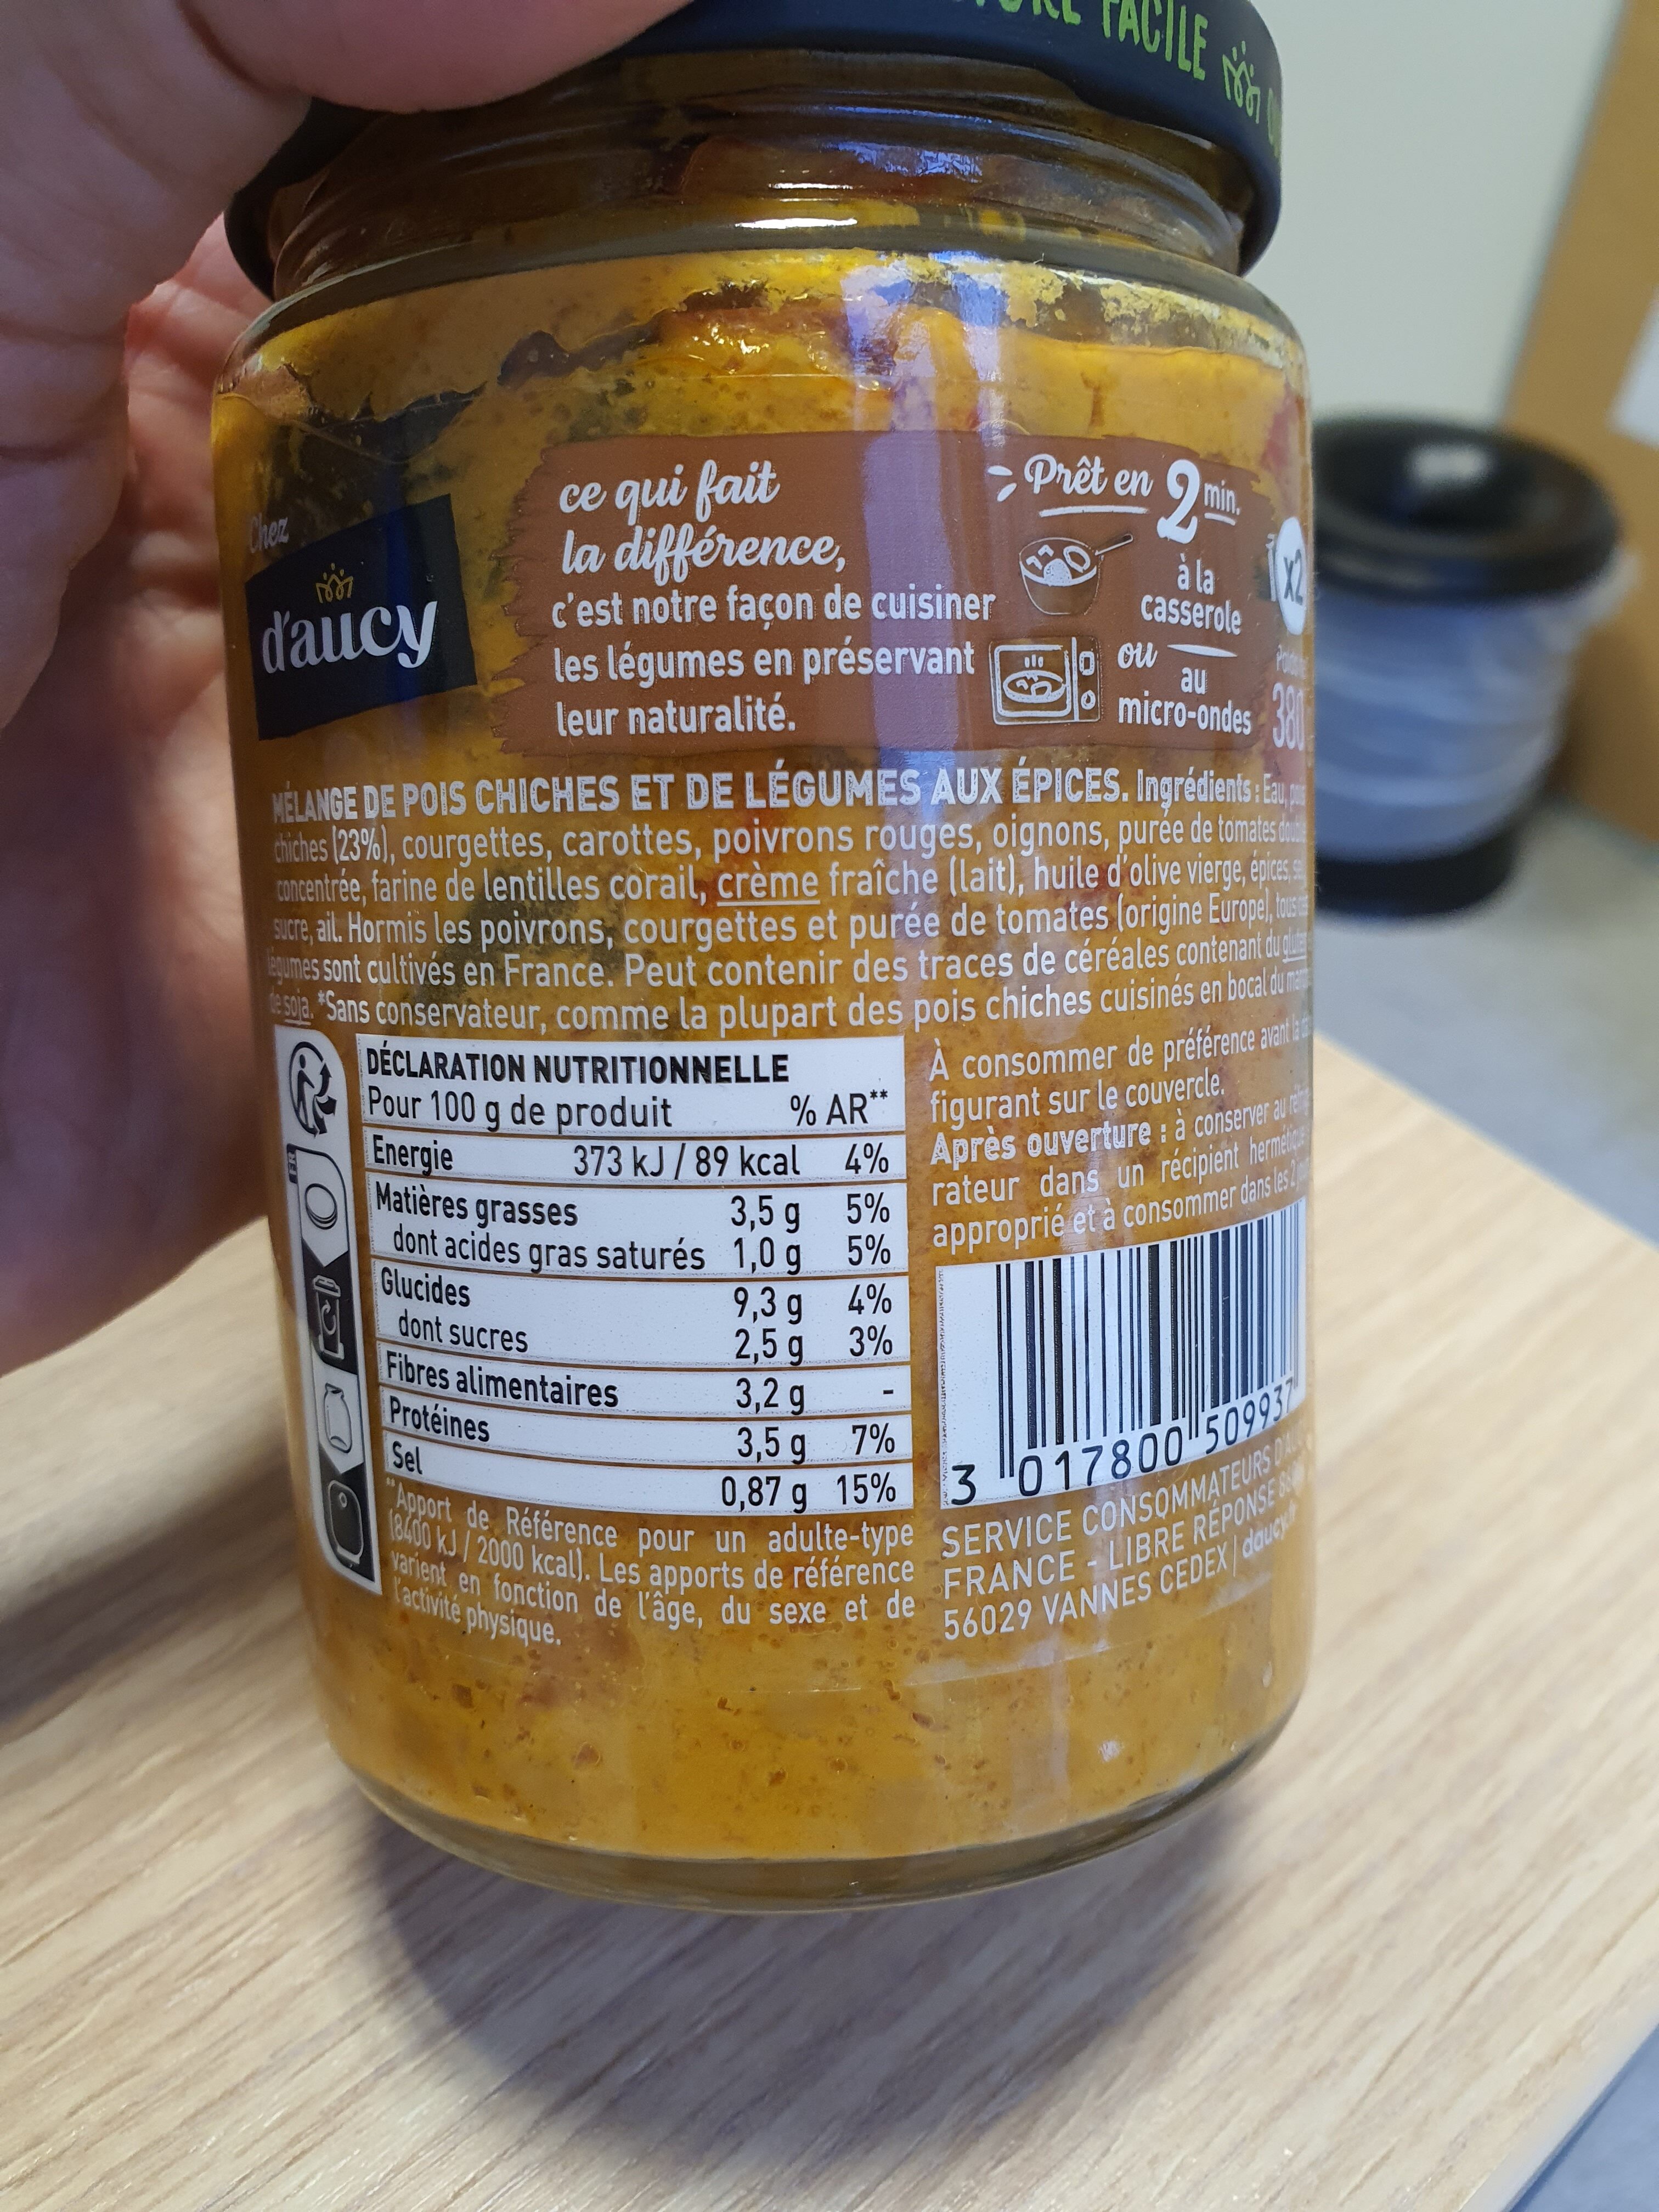 FACILE
Chez
d'aucy
ce qui fait
la différence,
c'est notre façon de cuisiner
les légumes en préservant
leur naturalité.
Prêt en 2 min.
à la
casserole
ou
au
micro-ondes
x2
380
MÉLANGE DE POIS CHICHES ET DE LÉGUMES AUX ÉPICES. Ingrédients : Eau,
chiches (23%), courgettes, carottes, poivrons rouges, oignons, purée de tomates
concentrée, farine de lentilles corail, crème fraîche (lait), huile d'olive vierge, épices,
sucre, ail. Hormis les poivrons, courgettes et purée de tomates (origine Europe), tous
légumes sont cultivés en France. Peut contenir des traces de céréales contenant du
de soja. *Sans conservateur, comme la plupart des pois chiches cuisinés en bocal du
FR
DÉCLARATION NUTRITIONNELLE
Pour 100 g de produit % AR**
Energie 373 kJ / 89 kcal 4%
Matières grasses 3,5 g 5%
dont acides gras saturés 1,0 g 5%
Glucides 9,3 g 4%
dont sucres 2,5 g 3%
Fibres alimentaires 3,2 g -
Protéines 3,5 g 7%
Sel 0,87 g 15%
**Apport de Référence pour un adulte-type
(8400 kJ / 2000 kcal). Les apports de référence
varient en fonction de l'âge, du sexe et de
l'activité physique.
À consommer de préférence avant la
figurant sur le couvercle.
Après ouverture : à conserver au
rateur dans un récipient
approprié et à consommer dans les 2
3 017800 509937
SERVICE CONSOMMATEURS
FRANCE - LIBRE RÉPONSE
56029 VANNES CEDEX |